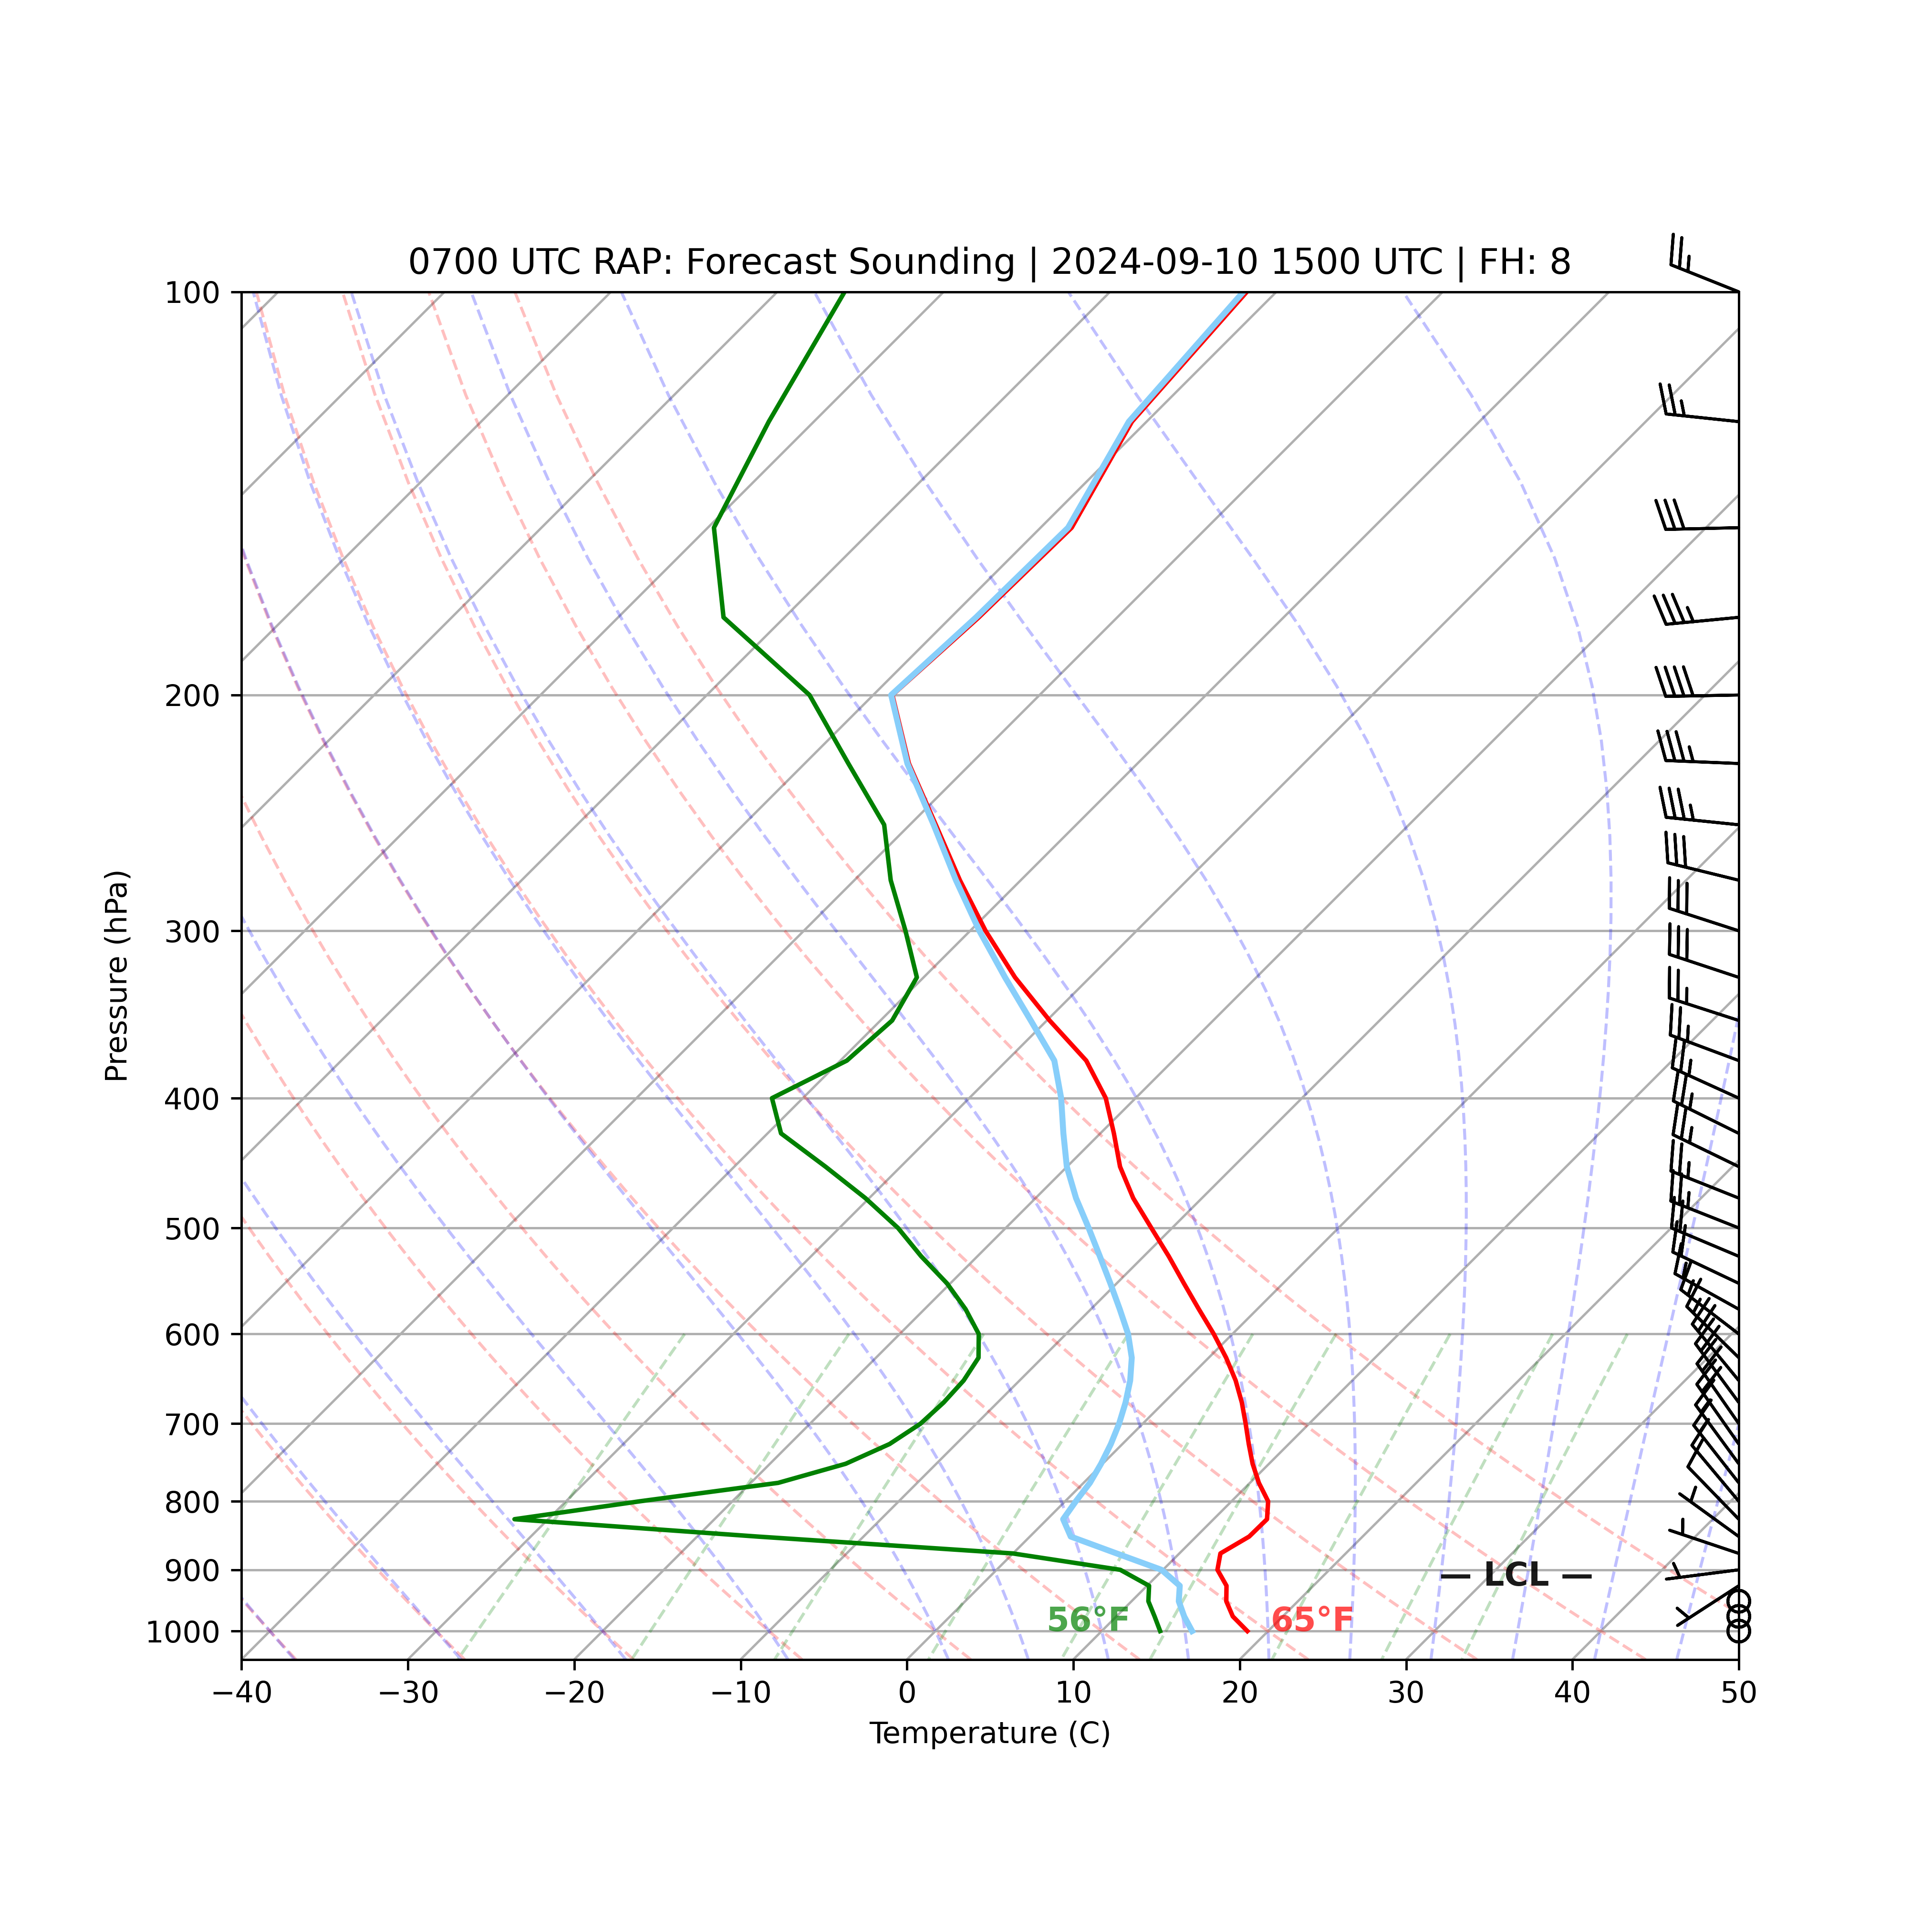 0700 UTC RAP: Forecast Sounding | 2024-09-10 1500 UTC | FH: 8
100
200
300
400
500
600
700
800
900
1000
Pressure (hPa)
— LCL —
56°F
65°F
−40 −30 −20 −10 0 10 20 30 40 50
Temperature (C)